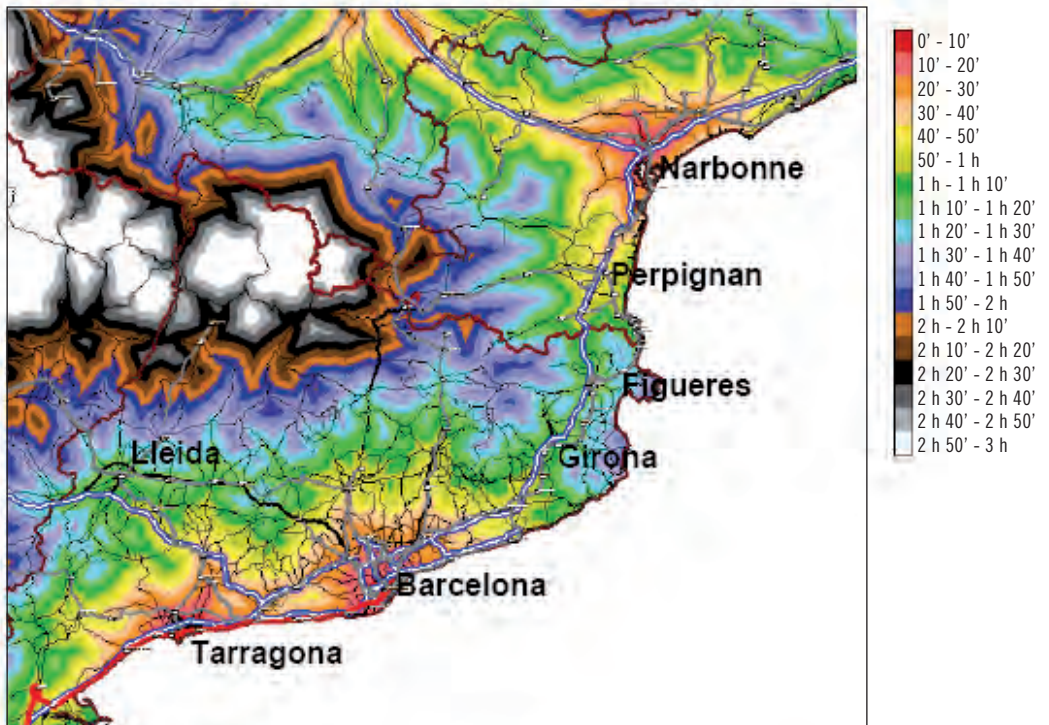 Narbonne
Perpignan
Figueres
Lleida
Girona
Barcelona
Tarragona
0' - 10'
10' - 20'
20' - 30'
30' - 40'
40' - 50'
50' - 1 h
1 h - 1 h 10'
1 h 10' - 1 h 20'
1 h 20' - 1 h 30'
1 h 30' - 1 h 40'
1 h 40' - 1 h 50'
1 h 50' - 2 h
2 h - 2 h 10'
2 h 10' - 2 h 20'
2 h 20' - 2 h 30'
2 h 30' - 2 h 40'
2 h 40' - 2 h 50'
2 h 50' - 3 h